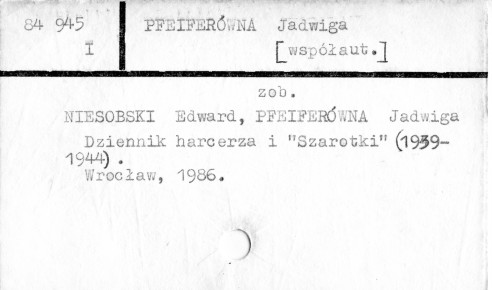 84 945 PFEIFERÓWNA Jadwiga
I [współaut.]
zob.
NIESOBSKI Edward, PFEIFERÓWNA Jadwiga
Dziennik harcerza i "Szarotki" (1939-
1944).
Wrocław, 1986.